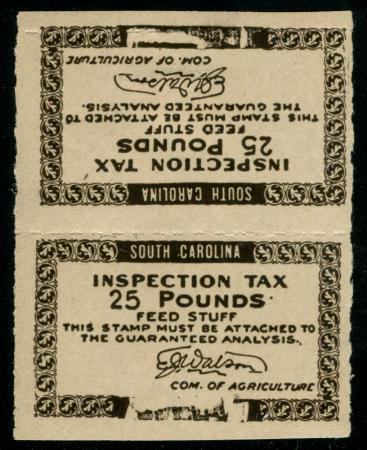 COM. OF AGRICULTURE
E J Watson
THE GUARANTEED ANALYSIS.
THIS STAMP MUST BE ATTACHED TO
FEED STUFF
25 POUNDS
INSPECTION TAX
SOUTH CAROLINA
SOUTH CAROLINA
INSPECTION TAX
25 POUNDS.
FEED STUFF
THIS STAMP MUST BE ATTACHED TO
THE GUARANTEED ANALYSIS.
E J Watson
COM. OF AGRICULTURE